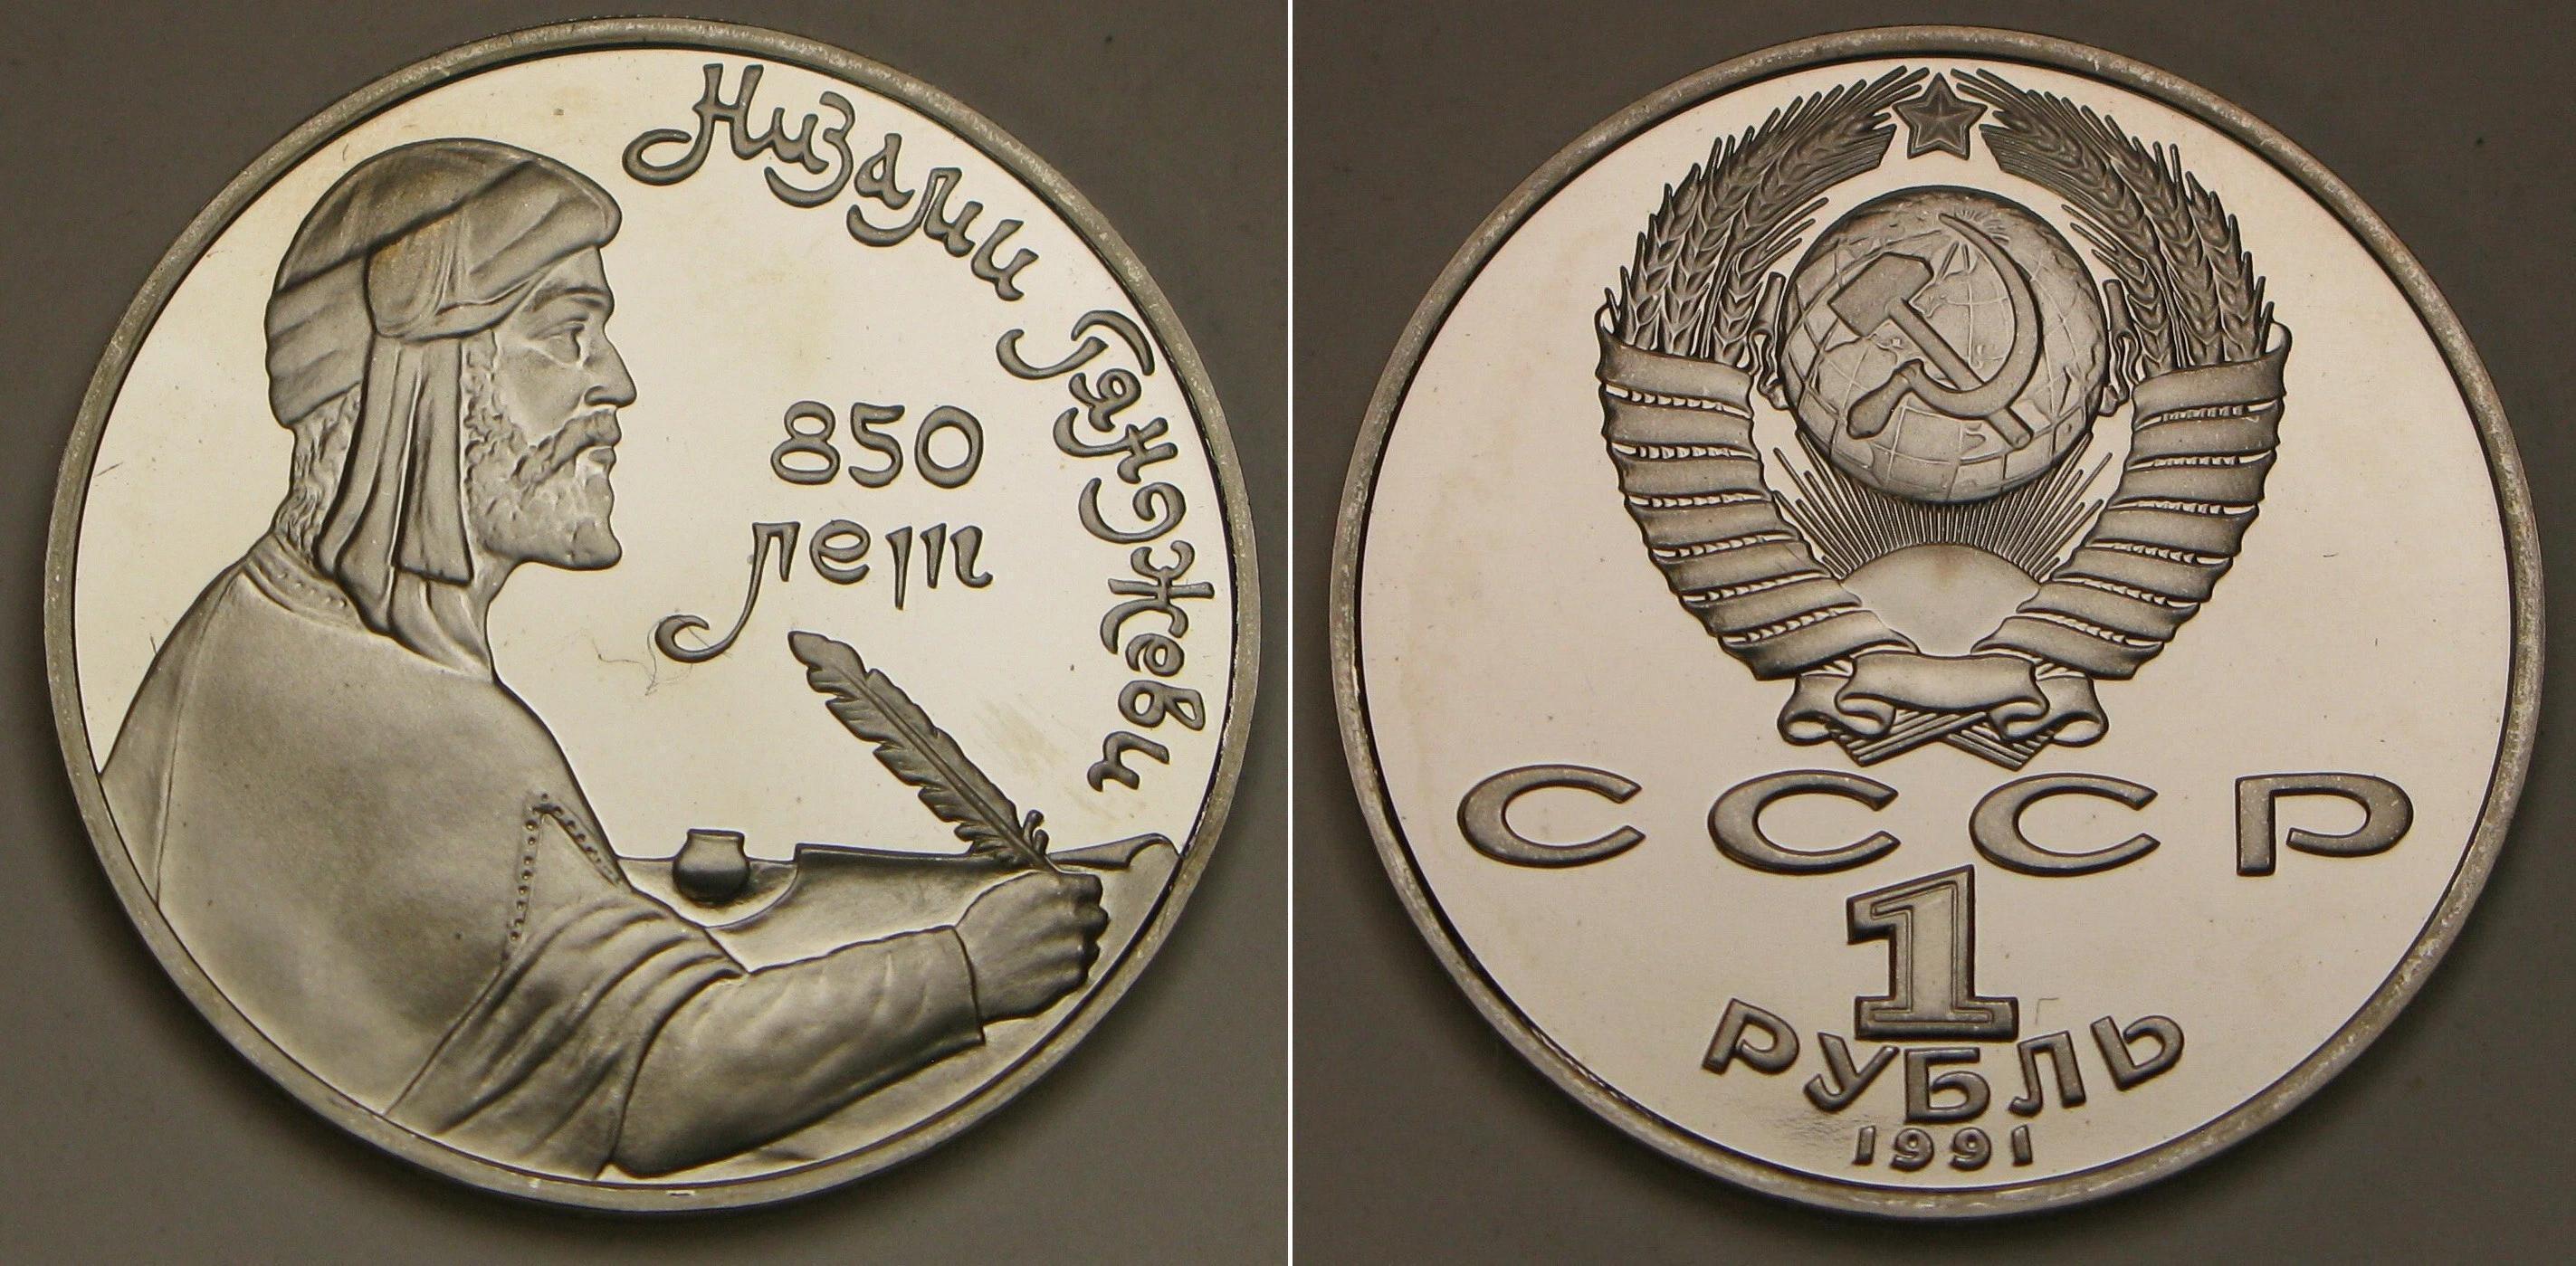 Низами Гянджеви
850
лет
СССР
1
РУБЛЬ
1991